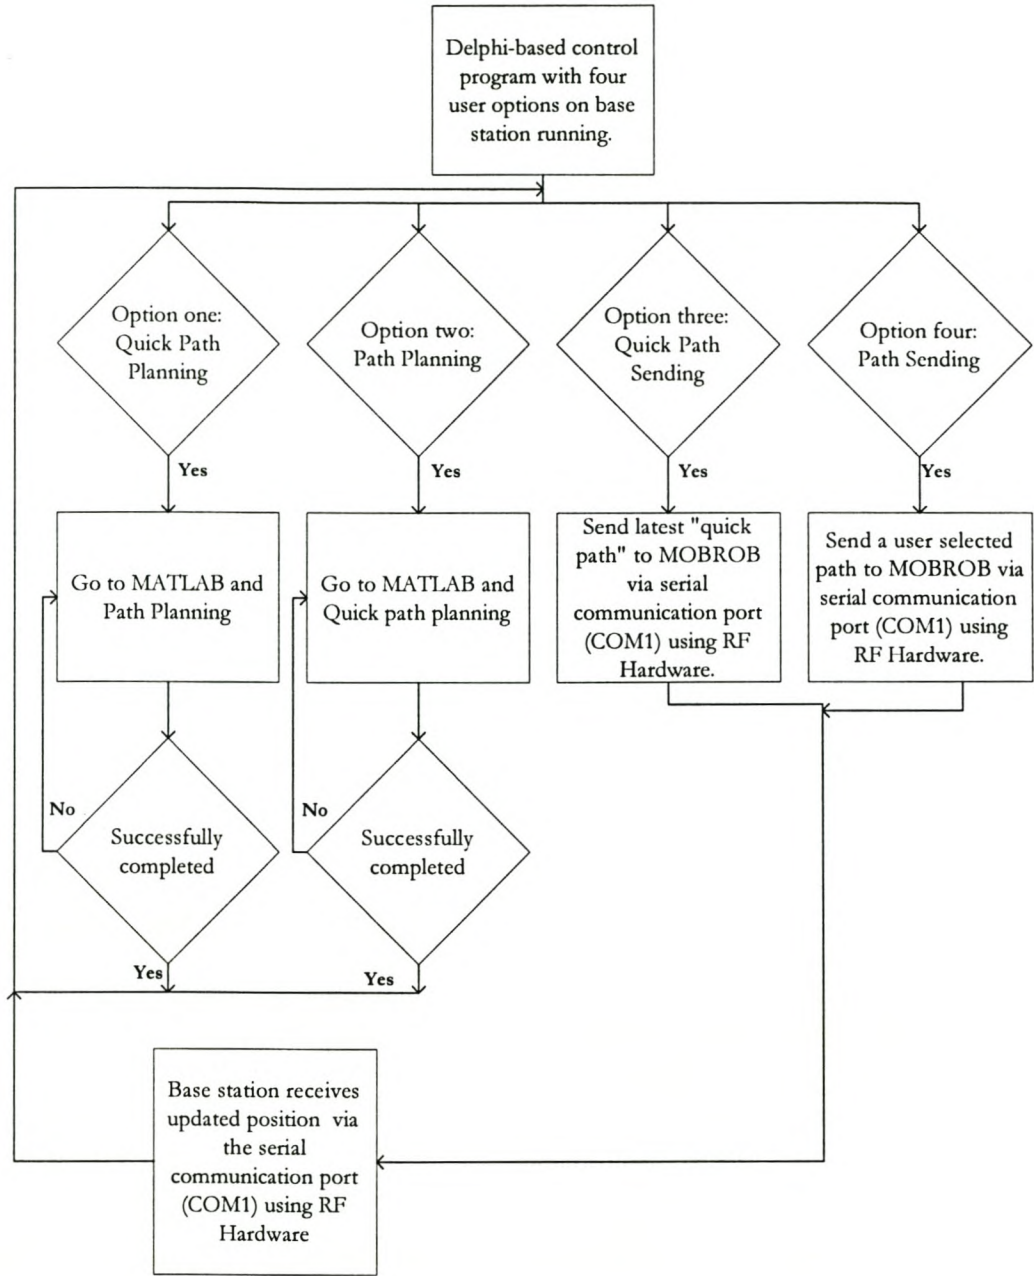 Delphi-based control
program with four
user options on base
station running.
Option one:
Quick Path
Planning
Option two:
Path Planning
Option three:
Quick Path
Sending
Option four:
Path Sending
Yes
Yes
Yes
Yes
Go to MATLAB and
Path Planning
Go to MATLAB and
Quick path planning
Send latest "quick
path" to MOBROB
via serial
communication port
(COM1) using RF
Hardware.
Send a user selected
path to MOBROB via
serial communication
port (COM1) using
RF Hardware.
No
Successfully
completed
No
Successfully
completed
Yes
Yes
Base station receives
updated position via
the serial
communication port
(COM1) using RF
Hardware